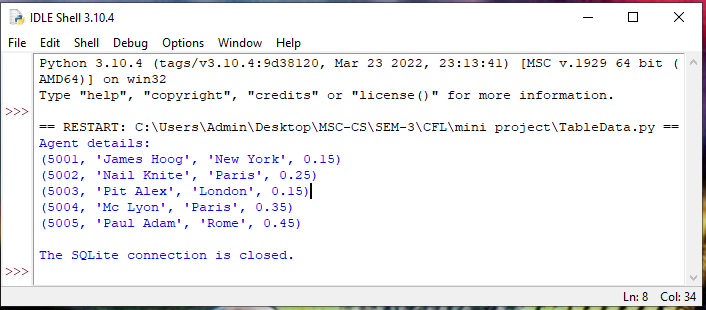 IDLE Shell 3.10.4
File Edit Shell Debug Options Window Help
Python 3.10.4 (tags/v3.10.4:9d38120, Mar 23 2022, 23:13:41) [MSC v.1929 64 bit (
AMD64)] on win32
Type "help", "copyright", "credits" or "license()" for more information.
>>>
== RESTART: C:\Users\Admin\Desktop\MSC-CS\SEM-3\CFL\mini project\TableData.py ==
Agent details:
(5001, 'James Hoog', 'New York', 0.15)
(5002, 'Nail Knite', 'Paris', 0.25)
(5003, 'Pit Alex', 'London', 0.15)
(5004, 'Mc Lyon', 'Paris', 0.35)
(5005, 'Paul Adam', 'Rome', 0.45)
The SQLite connection is closed.
>>>
Ln: 8 Col: 34